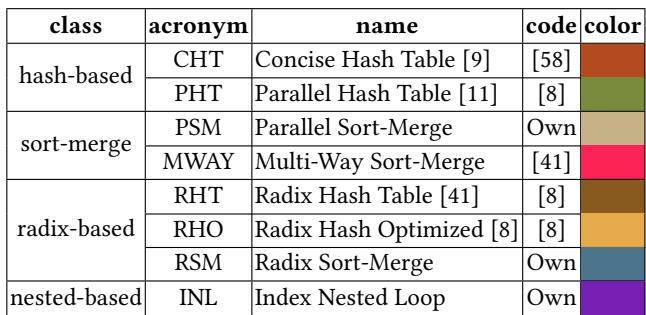 class acronym name code color
hash-based CHT Concise Hash Table [9] [58]
PHT Parallel Hash Table [11] [8]
sort-merge PSM Parallel Sort-Merge Own
MWAY Multi-Way Sort-Merge [41]
radix-based RHT Radix Hash Table [41] [8]
RHO Radix Hash Optimized [8] [8]
RSM Radix Sort-Merge Own
nested-based INL Index Nested Loop Own